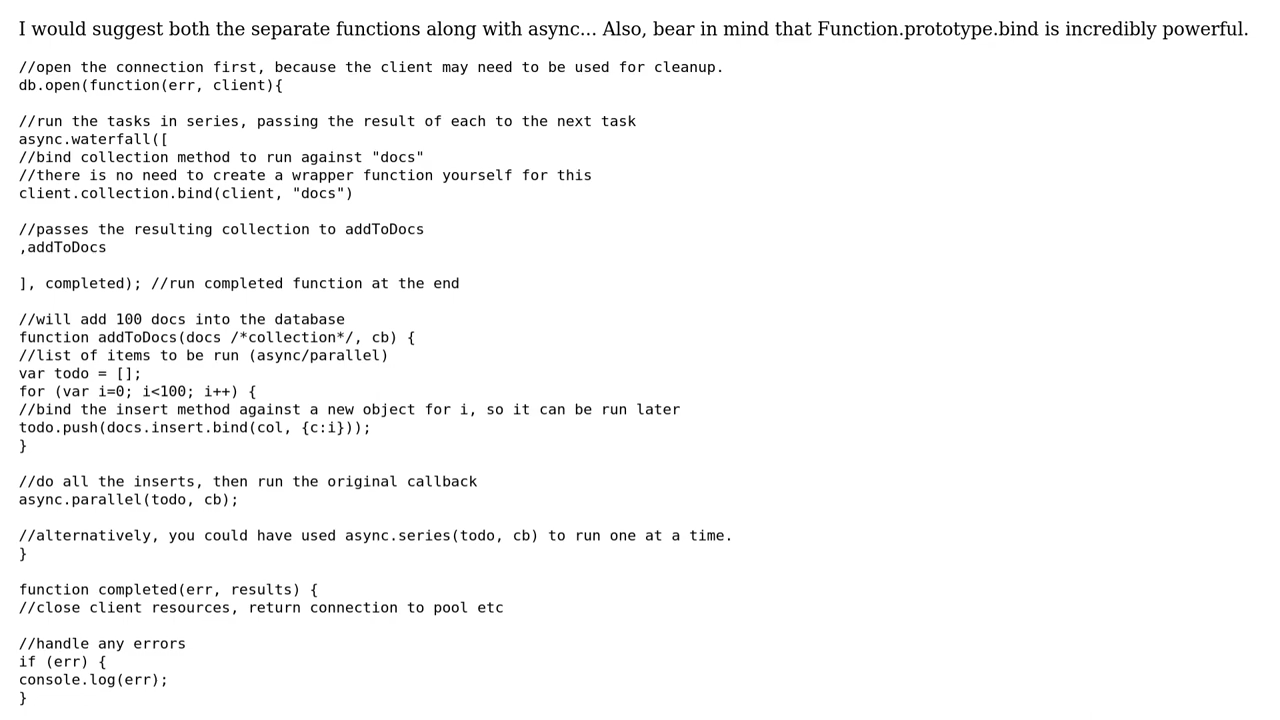 I would suggest both the separate functions along with async... Also, bear in mind that Function.prototype.bind is incredibly powerful.
//open the connection first, because the client may need to be used for cleanup.
db.open(function(err, client){
//run the tasks in series, passing the result of each to the next task
async.waterfall([
//bind collection method to run against "docs"
//there is no need to create a wrapper function yourself for this
client.collection.bind(client, "docs")
//passes the resulting collection to addToDocs
,addToDocs
], completed); //run completed function at the end
//will add 100 docs into the database
function addToDocs(docs /*collection*/, cb) {
//list of items to be run (async/parallel)
var todo = [];
for (var i=0; i<100; i++) {
//bind the insert method against a new object for i, so it can be run later
todo.push(docs.insert.bind(col, {c:i}));
}
//do all the inserts, then run the original callback
async.parallel(todo, cb);
//alternatively, you could have used async.series(todo, cb) to run one at a time.
}
function completed(err, results) {
//close client resources, return connection to pool etc
//handle any errors
if (err) {
console.log(err);
}